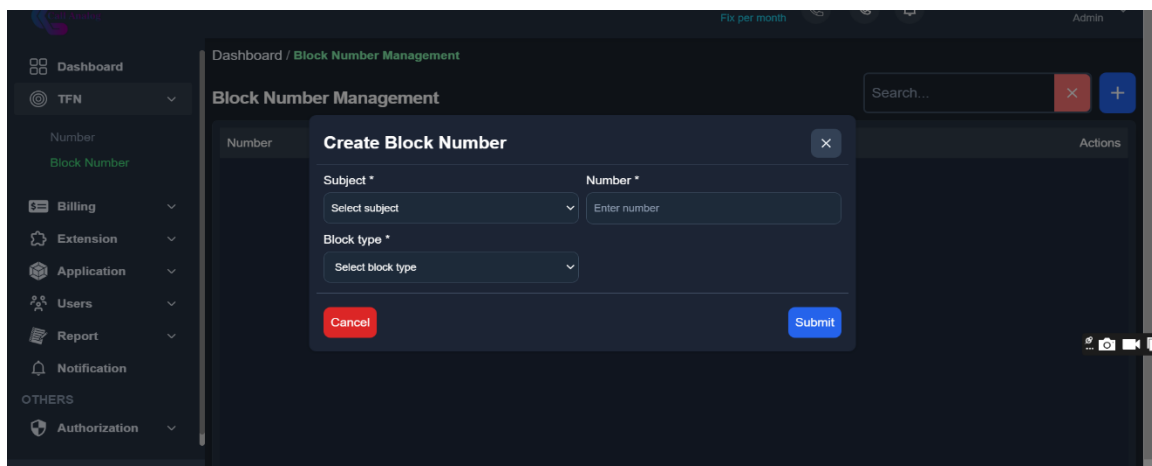 Fix per month
Admin
Dashboard / Block Number Management
Dashboard
TFN
Block Number Management
Search...
Number
Block Number
Number
Actions
Create Block Number
Subject *
Number *
Select subject
Enter number
Block type *
Select block type
Cancel
Submit
Billing
Extension
Application
Users
Report
Notification
OTHERS
Authorization